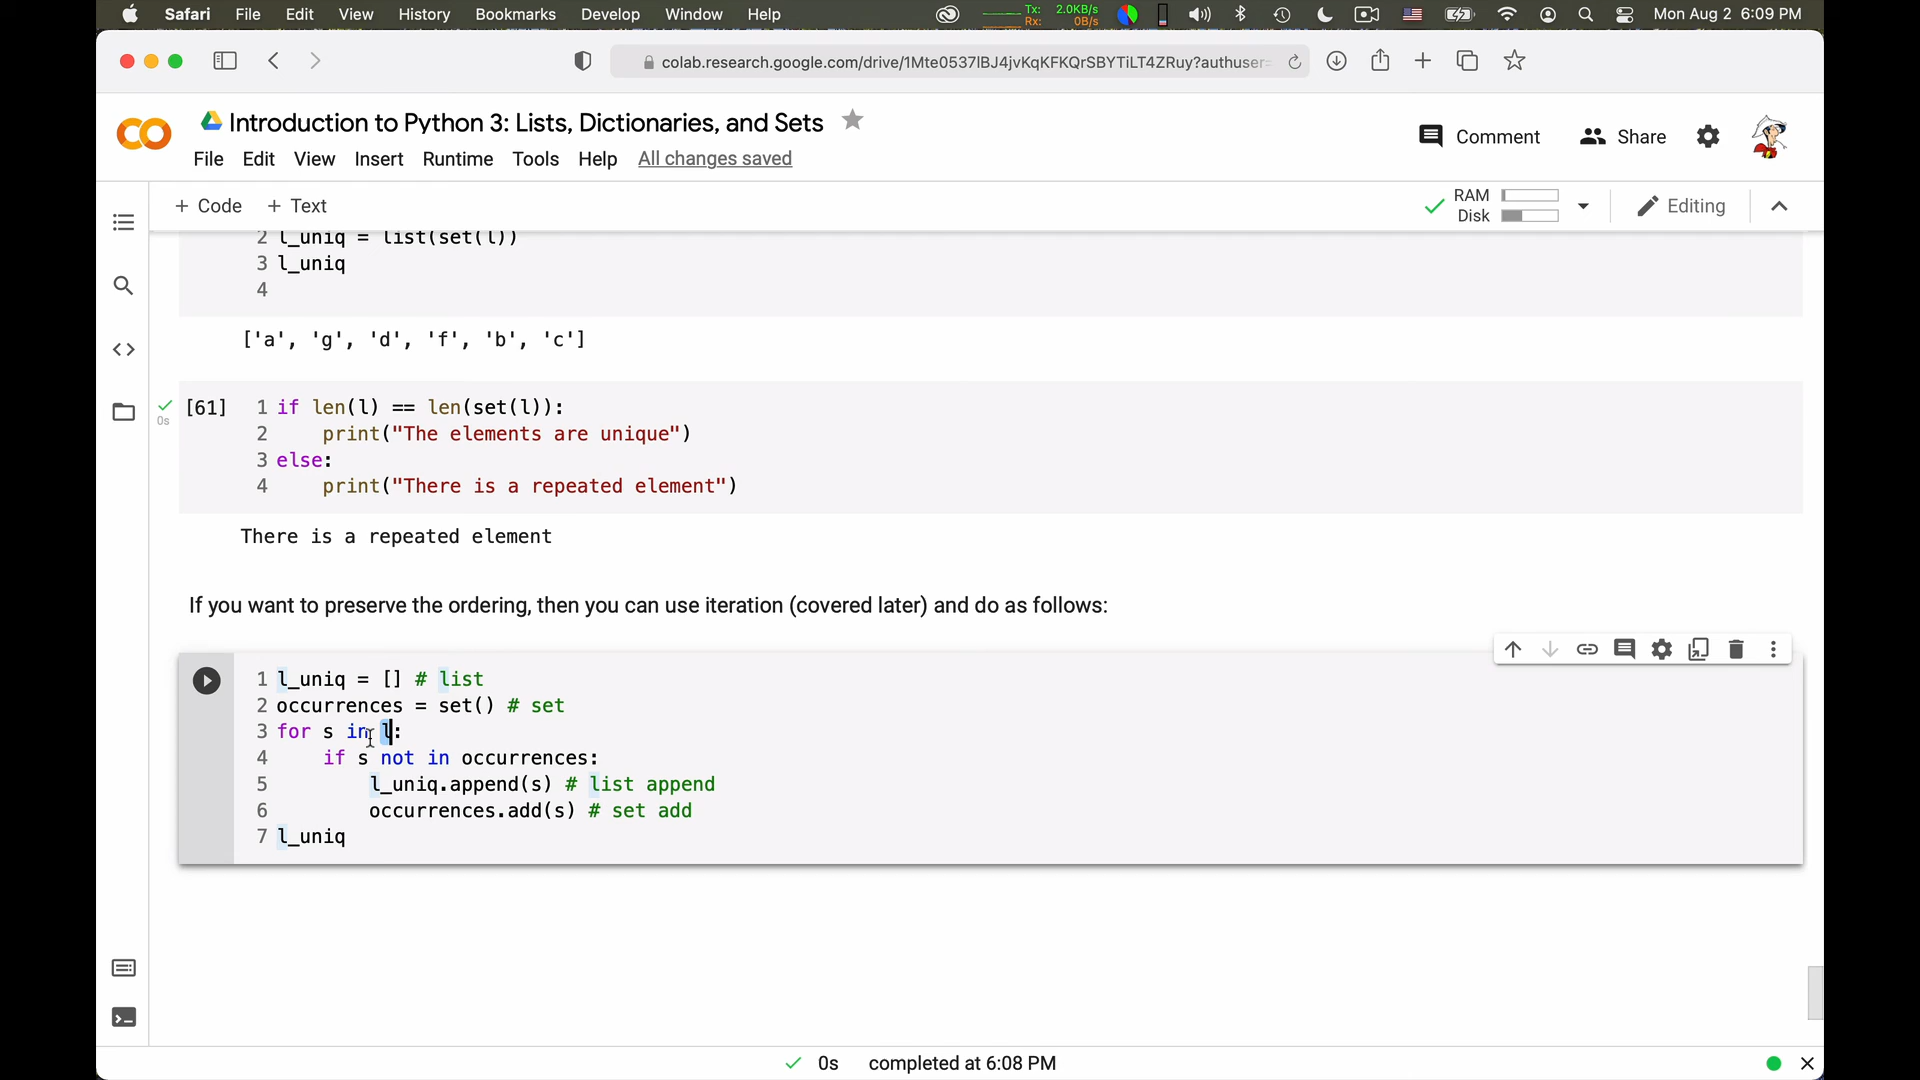 Safari File Edit View History Bookmarks Develop Window Help Tx: 2.0KB/s Rx: 0B/s Mon Aug 2 6:09 PM
colab.research.google.com/drive/1Mte0537IBJ4jvKqKFKQrSBYTiLT4ZRuy?authuser=
Introduction to Python 3: Lists, Dictionaries, and Sets
Comment Share
File Edit View Insert Runtime Tools Help All changes saved
+ Code + Text RAM Disk Editing
2 l_uniq = list(set(l))
3 l_uniq
4
['a', 'g', 'd', 'f', 'b', 'c']
[61] 1 if len(l) == len(set(l)):
0s
2 print("The elements are unique")
3 else:
4 print("There is a repeated element")
There is a repeated element
If you want to preserve the ordering, then you can use iteration (covered later) and do as follows:
1 l_uniq = [] # list
2 occurrences = set() # set
3 for s in l:
4 if s not in occurrences:
5 l_uniq.append(s) # list append
6 occurrences.add(s) # set add
7 l_uniq
0s completed at 6:08 PM